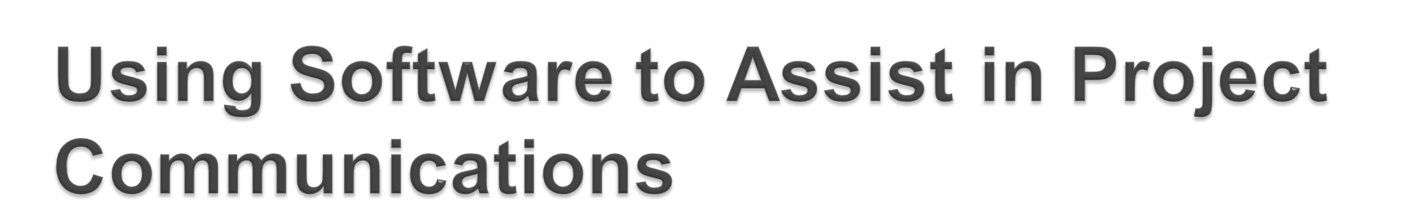 Using Software to Assist in Project
Communications